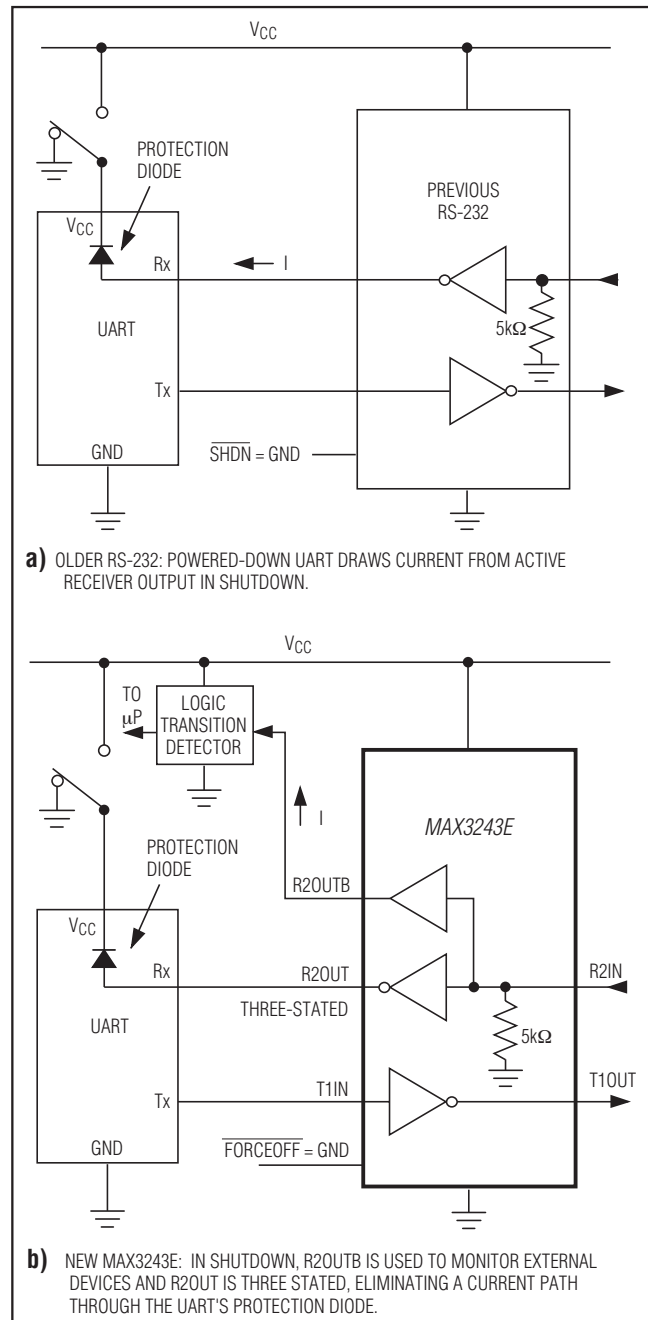 VCC
PROTECTION
DIODE
PREVIOUS
RS-232
VCC
Rx
I
5kΩ
UART
Tx
GND
SHDN = GND
a) OLDER RS-232: POWERED-DOWN UART DRAWS CURRENT FROM ACTIVE
RECEIVER OUTPUT IN SHUTDOWN.
VCC
TO
µP
LOGIC
TRANSITION
DETECTOR
I
MAX3243E
PROTECTION
DIODE
R2OUTB
VCC
Rx
R2OUT
R2IN
THREE-STATED
UART
5kΩ
Tx
T1IN
T1OUT
GND
FORCEOFF = GND
b) NEW MAX3243E: IN SHUTDOWN, R2OUTB IS USED TO MONITOR EXTERNAL
DEVICES AND R2OUT IS THREE STATED, ELIMINATING A CURRENT PATH
THROUGH THE UART'S PROTECTION DIODE.